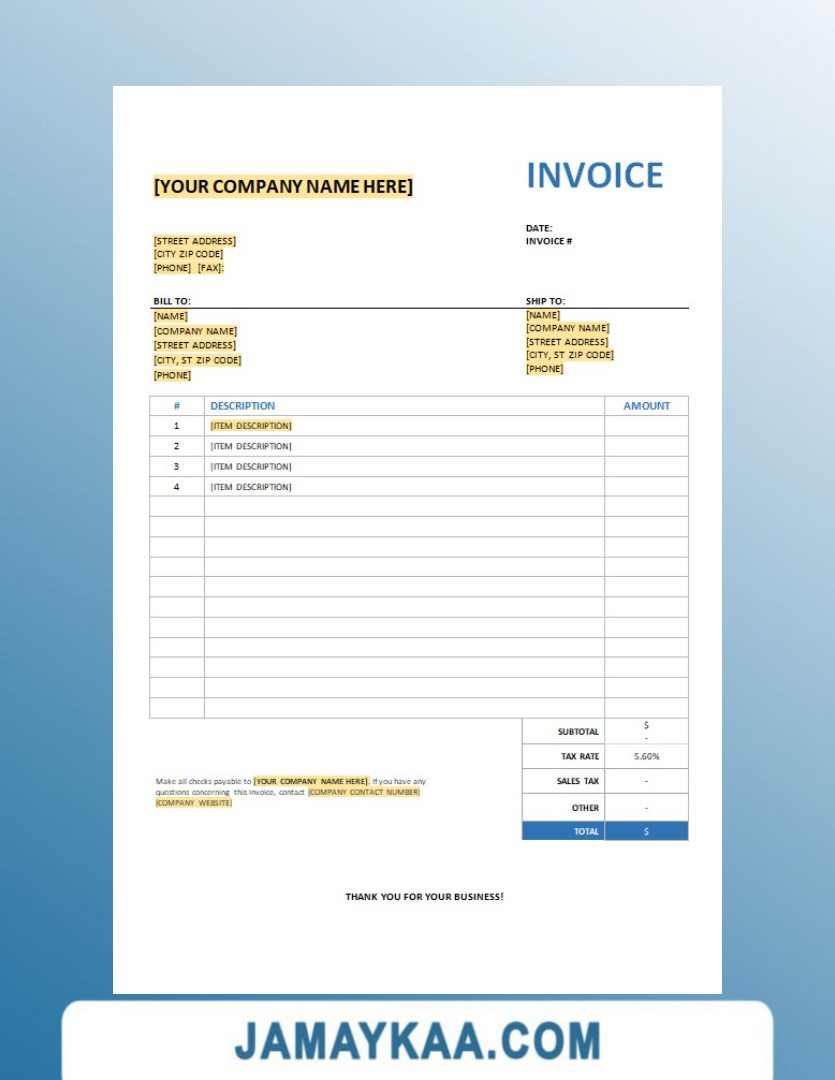 [YOUR COMPANY NAME HERE]
INVOICE
DATE:
INVOICE #
[STREET ADDRESS]
[CITY ZIP CODE]
[PHONE] [FAX]:
BILL TO:
[NAME]
[COMPANY NAME]
[STREET ADDRESS]
[CITY, ST ZIP CODE]
[PHONE]
SHIP TO:
[NAME]
[COMPANY NAME]
[STREET ADDRESS]
[CITY, ST ZIP CODE]
[PHONE]
# DESCRIPTION AMOUNT
1 [ITEM DESCRIPTION]
2 [ITEM DESCRIPTION]
3 [ITEM DESCRIPTION]
4 [ITEM DESCRIPTION]
SUBTOTAL $
-
TAX RATE 5.60%
SALES TAX -
OTHER -
TOTAL $
Make all checks payable to [YOUR COMPANY NAME HERE]. If you have any
questions concerning this invoice, contact [COMPANY CONTACT NUMBER]
[COMPANY WEBSITE]
THANK YOU FOR YOUR BUSINESS!
JAMAYKAA.COM